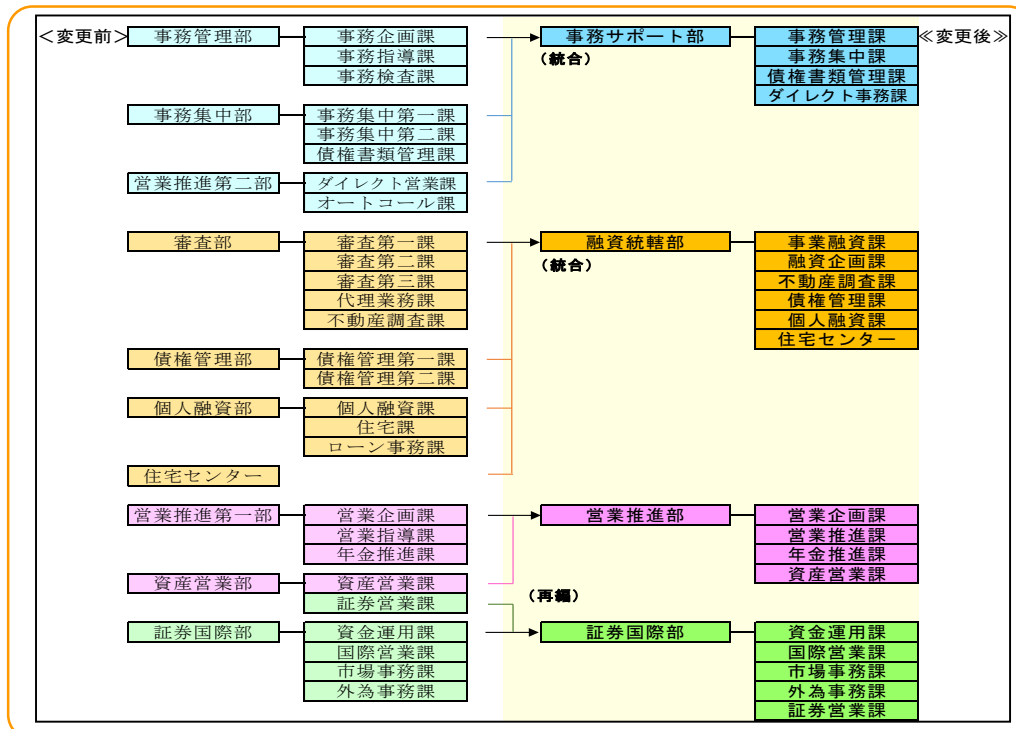 ＜変更前＞ 事務管理部 事務企画課 事務サポート部 事務管理課 ≪変更後≫
事務指導課 (統合) 事務集中課
事務検査課 債権書類管理課
ダイレクト事務課
事務集中部 事務集中第一課
事務集中第二課
債権書類管理課
営業推進第二部 ダイレクト営業課
オートコール課
審査部 審査第一課 融資統轄部 事業融資課
審査第二課 (統合) 融資企画課
審査第三課 不動産調査課
代理業務課 債権管理課
不動産調査課 個人融資課
住宅センター
債権管理部 債権管理第一課
債権管理第二課
個人融資部 個人融資課
住宅課
ローン事務課
住宅センター
営業推進第一部 営業企画課 営業推進部 営業企画課
営業指導課 営業推進課
年金推進課 年金推進課
資産営業部 資産営業課 資産営業課
証券営業課 (再編)
証券国際部 資金運用課 証券国際部 資金運用課
国際営業課 国際営業課
市場事務課 市場事務課
外為事務課 外為事務課
証券営業課